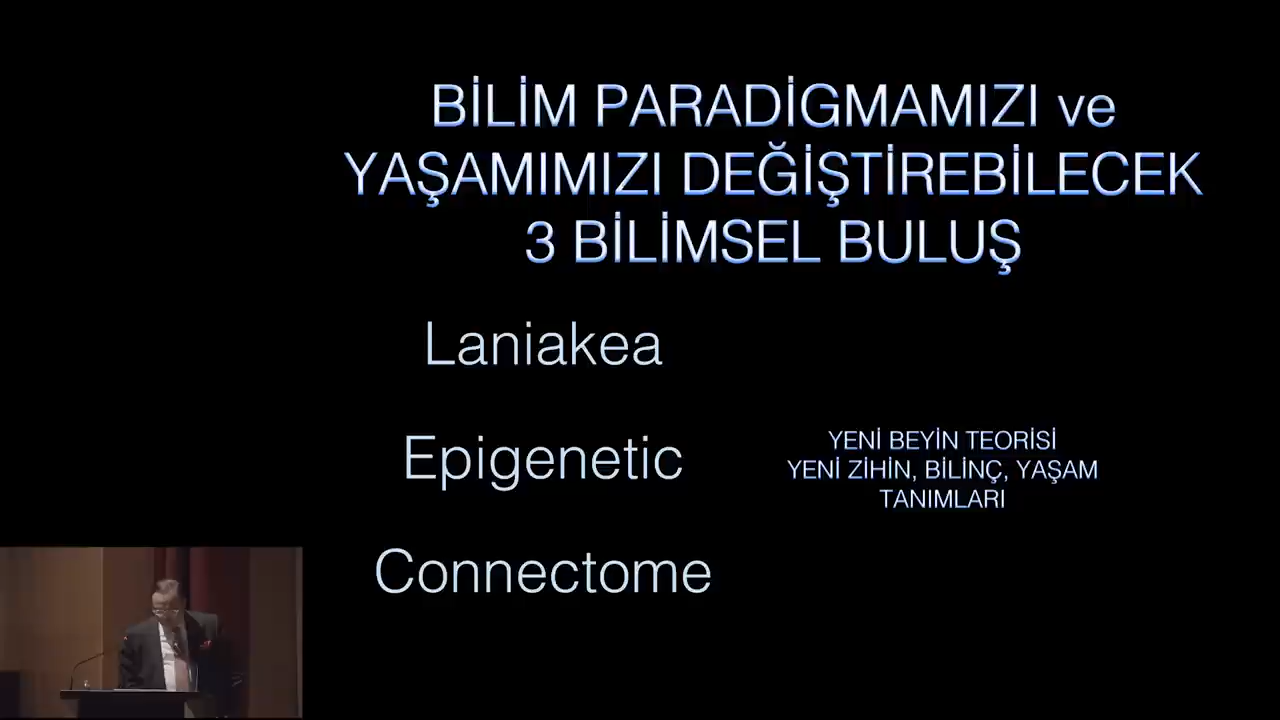 BİLİM PARADİGMAMIZI ve
YAŞAMIMIZI DEĞİŞTİREBİLECEK
3 BİLİMSEL BULUŞ
Laniakea
Epigenetic
YENİ BEYİN TEORİSİ
YENİ ZİHİN, BİLİNÇ, YAŞAM
TANIMLARI
Connectome